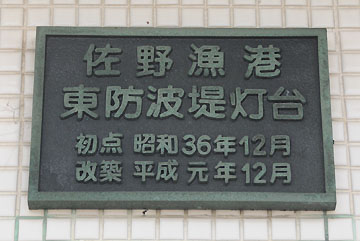 佐野漁港
東防波堤灯台
初点 昭和36年12月
改築 平成元年12月